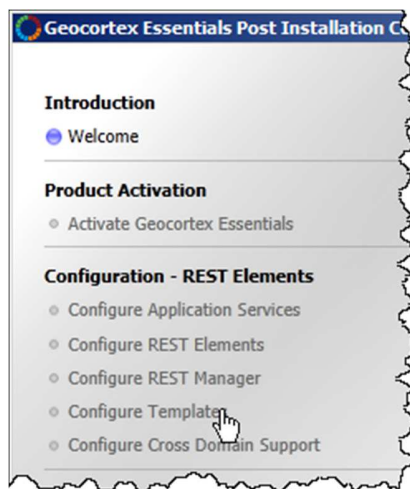 Geocortex Essentials Post Installation
Introduction
Welcome
Product Activation
Activate Geocortex Essentials
Configuration - REST Elements
Configure Application Services
Configure REST Elements
Configure REST Manager
Configure Templates
Configure Cross Domain Support